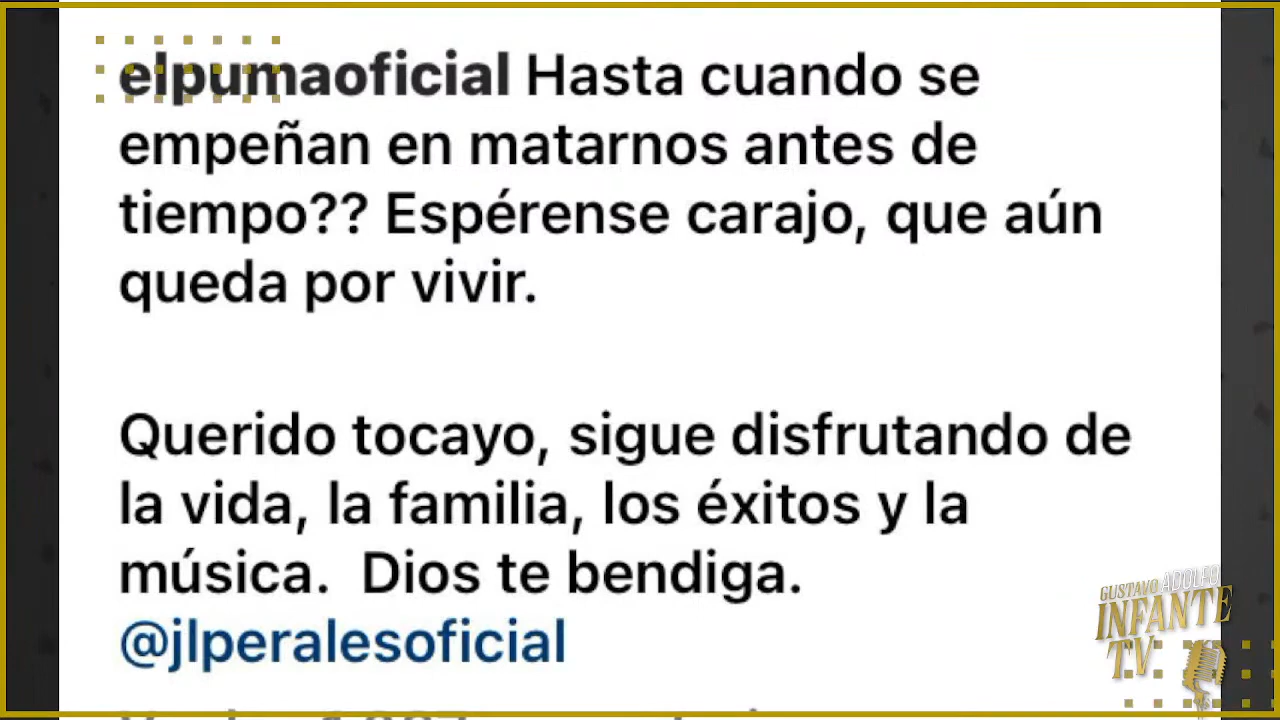 elpumaoficial Hasta cuando se
empeñan en matarnos antes de
tiempo?? Espérense carajo, que aún
queda por vivir.
Querido tocayo, sigue disfrutando de
la vida, la familia, los éxitos y la
música.  Dios te bendiga.
@jlperalesoficial
GUSTAVO ADOLFO
INFANTE
TV